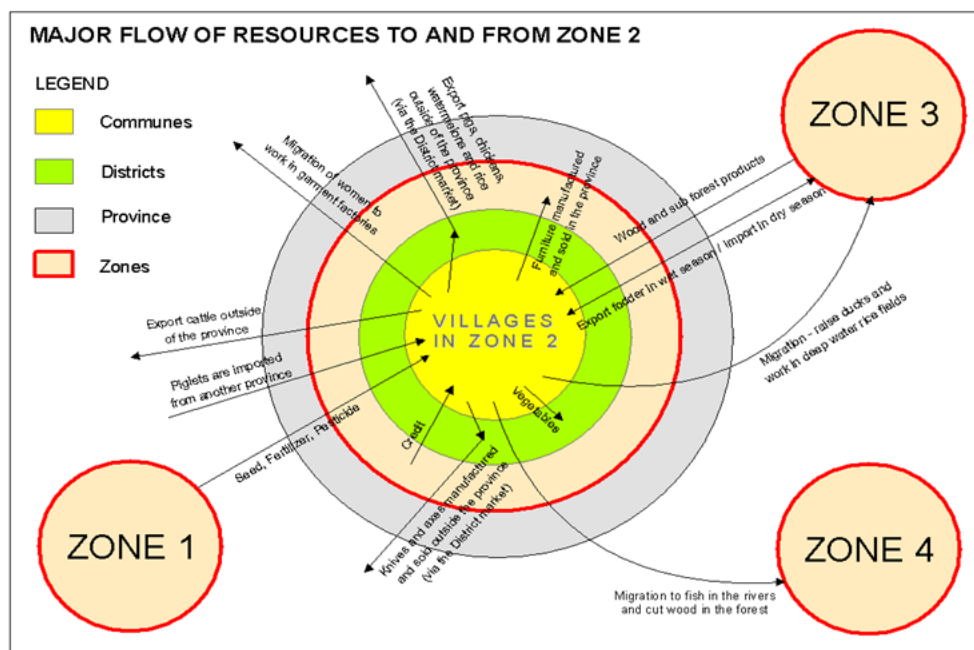 MAJOR FLOW OF RESOURCES TO AND FROM ZONE 2
LEGEND
Communes
Districts
Province
Zones
Export pigs, chickens,
watermelons and rice
outside of the province
(via the District market)
Migration of women to
work in garment factories
Furniture manufactured
and sold in the province
ZONE 3
Wood and sub forest products
Export fodder in wet season / import in dry season
Migration - raise ducks and
work in deep water rice fields
Export cattle outside
of the province
VILLAGES
IN ZONE 2
Piglets are imported
from another province
Seed, Fertilizer, Pesticide
Credit
vegetables
Knives and axes manufactured
and sold outside the province
(via the District market)
ZONE 1
ZONE 4
Migration to fish in the rivers
and cut wood in the forest